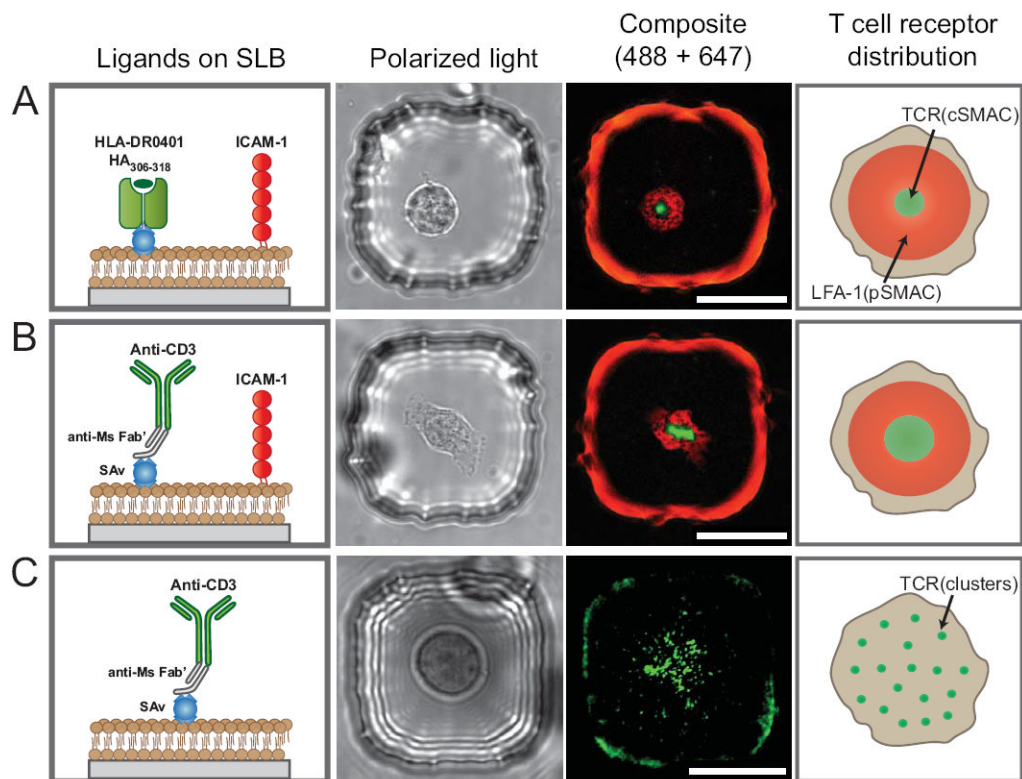 Ligands on SLB
Polarized light
Composite
(488 + 647)
T cell receptor
distribution
A
HLA-DR0401
HA306-318
ICAM-1
TCR(cSMAC)
LFA-1(pSMAC)
B
Anti-CD3
ICAM-1
anti-Ms Fab'
SAv
C
Anti-CD3
anti-Ms Fab'
SAv
TCR(clusters)